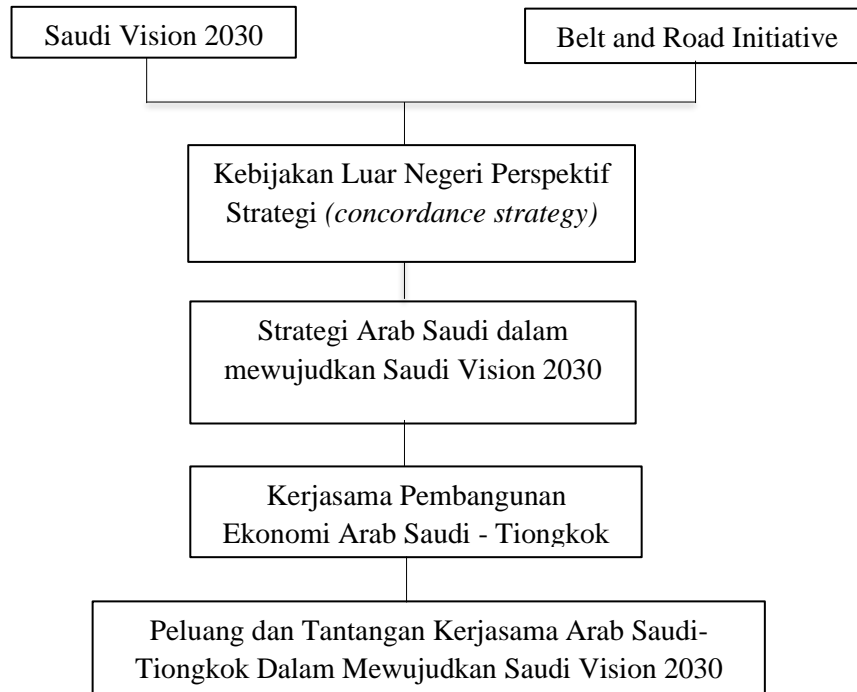 Saudi Vision 2030
Belt and Road Initiative
Kebijakan Luar Negeri Perspektif
Strategi (concordance strategy)
Strategi Arab Saudi dalam
mewujudkan Saudi Vision 2030
Kerjasama Pembangunan
Ekonomi Arab Saudi - Tiongkok
Peluang dan Tantangan Kerjasama Arab Saudi-
Tiongkok Dalam Mewujudkan Saudi Vision 2030